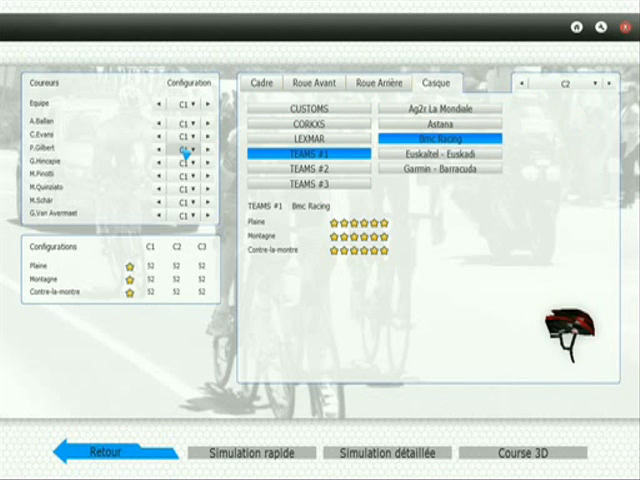 Coureurs Configuration
Equipe C1
A.Ballan C1
C.Evans C1
P.Gilbert
G.Hincapie C1
M.Pinotti C1
M.Quinziato C1
M.Schär C1
G.Van Avermaet C1
Configurations C1 C2 C3
Plaine 52 52 52
Montagne 52 52 52
Contre-la-montre 52 52 52
Cadre Roue Avant Roue Arrière Casque C2
CUSTOMS Ag2r La Mondiale
CORKXS Astana
LEXMAR Bmc Racing
TEAMS #1 Euskaltel - Euskadi
TEAMS #2 Garmin - Barracuda
TEAMS #3
TEAMS #1 Bmc Racing
Plaine
Montagne
Contre-la-montre
Retour Simulation rapide Simulation détaillée Course 3D